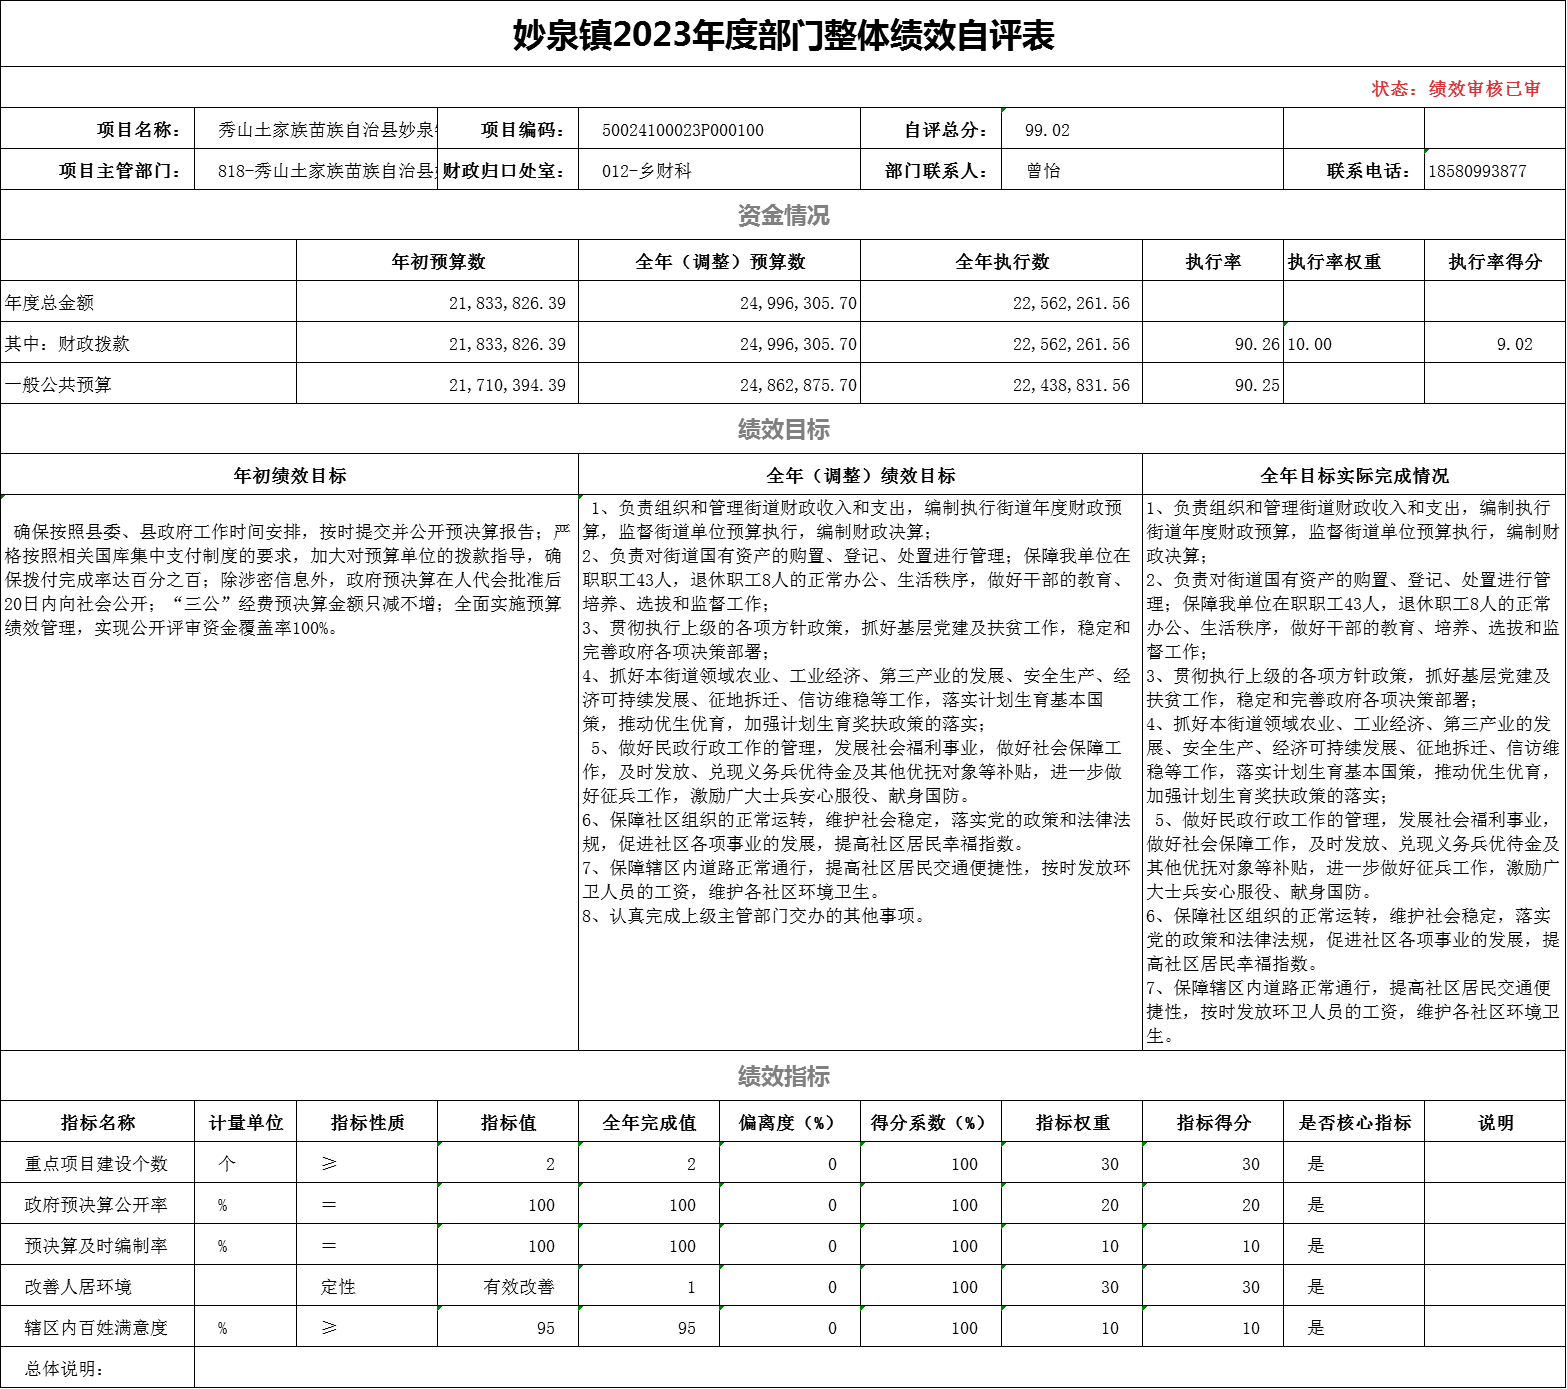 妙泉镇2023年度部门整体绩效自评表
状态：绩效审核已审
项目名称： 秀山土家族苗族自治县妙泉 项目编码： 50024100023P000100 自评总分： 99.02
项目主管部门： 818-秀山土家族苗族自治县 财政归口处室： 012-乡财科 部门联系人： 曾怡 联系电话： 18580993877
资金情况
年初预算数 全年（调整）预算数 全年执行数 执行率 执行率权重 执行率得分
年度总金额 21,833,826.39 24,996,305.70 22,562,261.56
其中：财政拨款 21,833,826.39 24,996,305.70 22,562,261.56 90.26 10.00 9.02
一般公共预算 21,710,394.39 24,862,875.70 22,438,831.56 90.25
绩效目标
年初绩效目标 全年（调整）绩效目标 全年目标实际完成情况
确保按照县委、县政府工作时间安排，按时提交并公开预决算报告；严
格按照相关国库集中支付制度的要求，加大对预算单位的拨款指导，确
保拨付完成率达百分之百；除涉密信息外，政府预决算在人代会批准后
20日内向社会公开；“三公”经费预决算金额只减不增；全面实施预算
绩效管理，实现公开评审资金覆盖率100%。
1、负责组织和管理街道财政收入和支出，编制执行街道年度财政预
算，监督街道单位预算执行，编制财政决算；
2、负责对街道国有资产的购置、登记、处置进行管理；保障我单位在
职职工43人，退休职工8人的正常办公、生活秩序，做好干部的教育、
培养、选拔和监督工作；
3、贯彻执行上级的各项方针政策，抓好基层党建及扶贫工作，稳定和
完善政府各项决策部署；
4、抓好本街道领域农业、工业经济、第三产业的发展、安全生产、经
济可持续发展、征地拆迁、信访维稳等工作，落实计划生育基本国
策，推动优生优育，加强计划生育奖扶政策的落实；
5、做好民政行政工作的管理，发展社会福利事业，做好社会保障工
作，及时发放、兑现义务兵优待金及其他优抚对象等补贴，进一步做
好征兵工作，激励广大士兵安心服役、献身国防。
6、保障社区组织的正常运转，维护社会稳定，落实党的政策和法律法
规，促进社区各项事业的发展，提高社区居民幸福指数。
7、保障辖区内道路正常通行，提高社区居民交通便捷性，按时发放环
卫人员的工资，维护各社区环境卫生。
8、认真完成上级主管部门交办的其他事项。
1、负责组织和管理街道财政收入和支出，编制执行
街道年度财政预算，监督街道单位预算执行，编制财
政决算；
2、负责对街道国有资产的购置、登记、处置进行管
理；保障我单位在职职工43人，退休职工8人的正常
办公、生活秩序，做好干部的教育、培养、选拔和监
督工作；
3、贯彻执行上级的各项方针政策，抓好基层党建及
扶贫工作，稳定和完善政府各项决策部署；
4、抓好本街道领域农业、工业经济、第三产业的发
展、安全生产、经济可持续发展、征地拆迁、信访维
稳等工作，落实计划生育基本国策，推动优生优育，
加强计划生育奖扶政策的落实；
5、做好民政行政工作的管理，发展社会福利事业，
做好社会保障工作，及时发放、兑现义务兵优待金及
其他优抚对象等补贴，进一步做好征兵工作，激励广
大士兵安心服役、献身国防。
6、保障社区组织的正常运转，维护社会稳定，落实
党的政策和法律法规，促进社区各项事业的发展，提
高社区居民幸福指数。
7、保障辖区内道路正常通行，提高社区居民交通便
捷性，按时发放环卫人员的工资，维护各社区环境卫
生。
绩效指标
指标名称 计量单位 指标性质 指标值 全年完成值 偏离度（%） 得分系数（%） 指标权重 指标得分 是否核心指标 说明
重点项目建设个数 个 ≥ 2 2 0 100 30 30 是
政府预决算公开率 % ＝ 100 100 0 100 20 20 是
预决算及时编制率 % ＝ 100 100 0 100 10 10 是
改善人居环境 定性 有效改善 1 0 100 30 30 是
辖区内百姓满意度 % ≥ 95 95 0 100 10 10 是
总体说明：